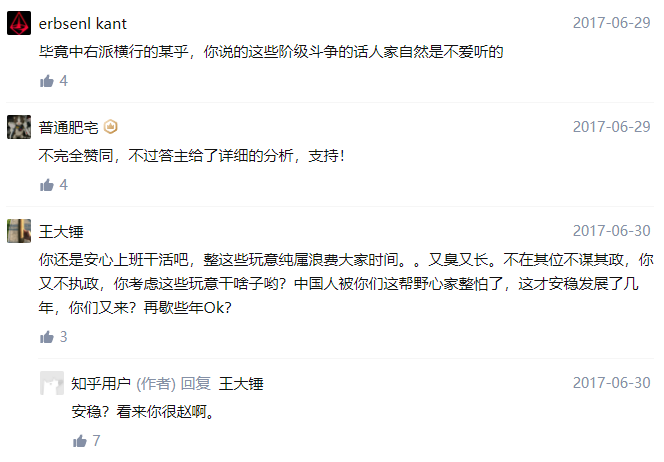 erbsenl kant 2017-06-29
毕竟中右派横行的某乎，你说的这些阶级斗争的话人家自然是不爱听的
4
普通肥宅 2017-06-29
不完全赞同，不过答主给了详细的分析，支持！
4
王大锤 2017-06-30
你还是安心上班干活吧，整这些玩意纯属浪费大家时间。。又臭又长。不在其位不谋其政，你
又不执政，你考虑这些玩意干啥子哟？中国人被你们这帮野心家整怕了，这才安稳发展了几
年，你们又来？再歇些年Ok？
3
知乎用户 (作者) 回复 王大锤 2017-06-30
安稳？看来你很赵啊。
7